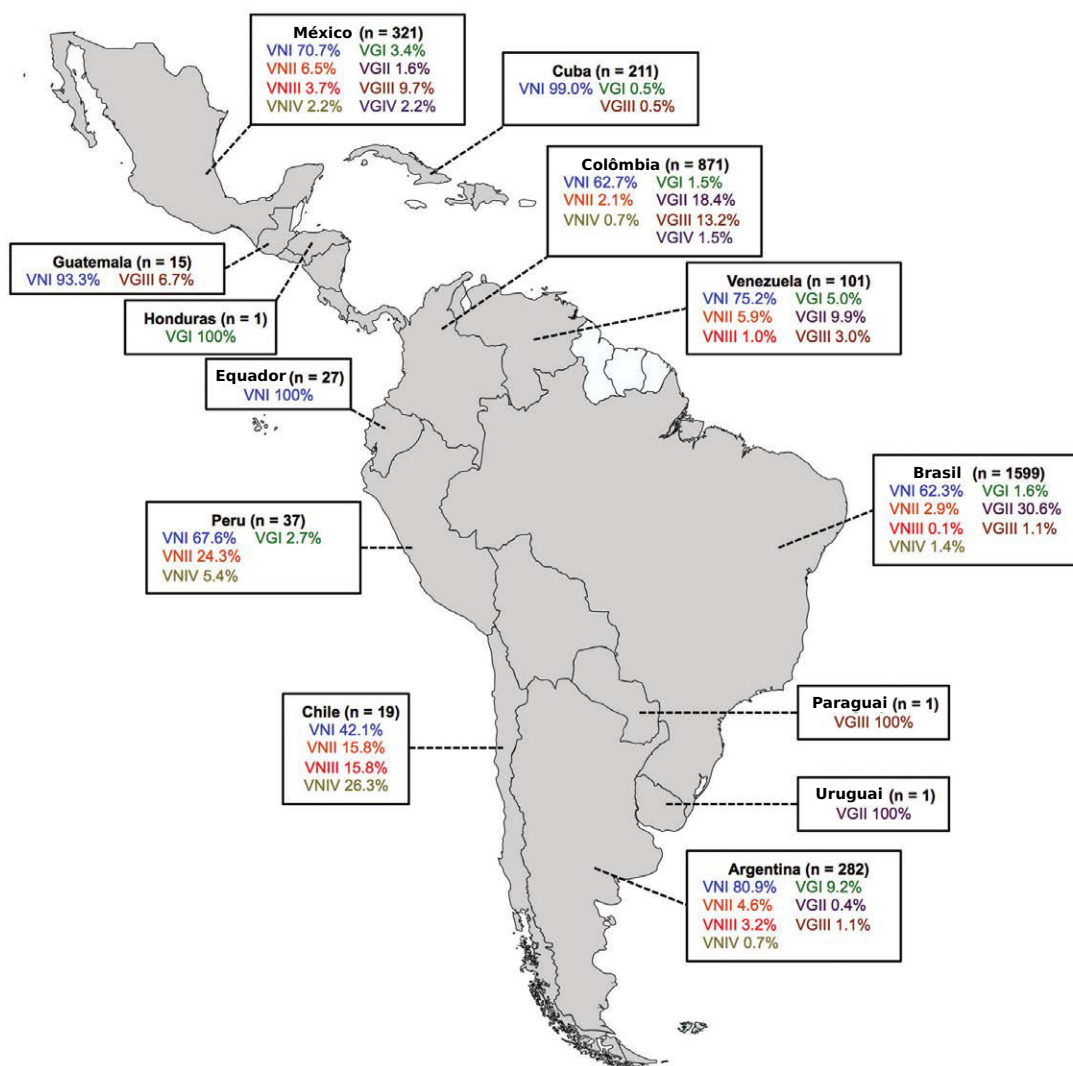 México (n = 321)
VNI 70.7% VGI 3.4%
VNII 6.5% VGII 1.6%
VNIII 3.7% VGIII 9.7%
VNIV 2.2% VGIV 2.2%
Cuba (n = 211)
VNI 99.0% VGI 0.5%
VGIII 0.5%
Colômbia (n = 871)
VNI 62.7% VGI 1.5%
VNII 2.1% VGII 18.4%
VNIV 0.7% VGIII 13.2%
VGIV 1.5%
Guatemala (n = 15)
VNI 93.3% VGIII 6.7%
Venezuela (n = 101)
VNI 75.2% VGI 5.0%
VNII 5.9% VGII 9.9%
VNIII 1.0% VGIII 3.0%
Honduras (n = 1)
VGI 100%
Equador (n = 27)
VNI 100%
Brasil (n = 1599)
VNI 62.3% VGI 1.6%
VNII 2.9% VGII 30.6%
VNIII 0.1% VGIII 1.1%
VNIV 1.4%
Peru (n = 37)
VNI 67.6% VGI 2.7%
VNII 24.3%
VNIV 5.4%
Paraguai (n = 1)
VGIII 100%
Chile (n = 19)
VNI 42.1%
VNII 15.8%
VNIII 15.8%
VNIV 26.3%
Uruguai (n = 1)
VGII 100%
Argentina (n = 282)
VNI 80.9% VGI 9.2%
VNII 4.6% VGII 0.4%
VNIII 3.2% VGIII 1.1%
VNIV 0.7%